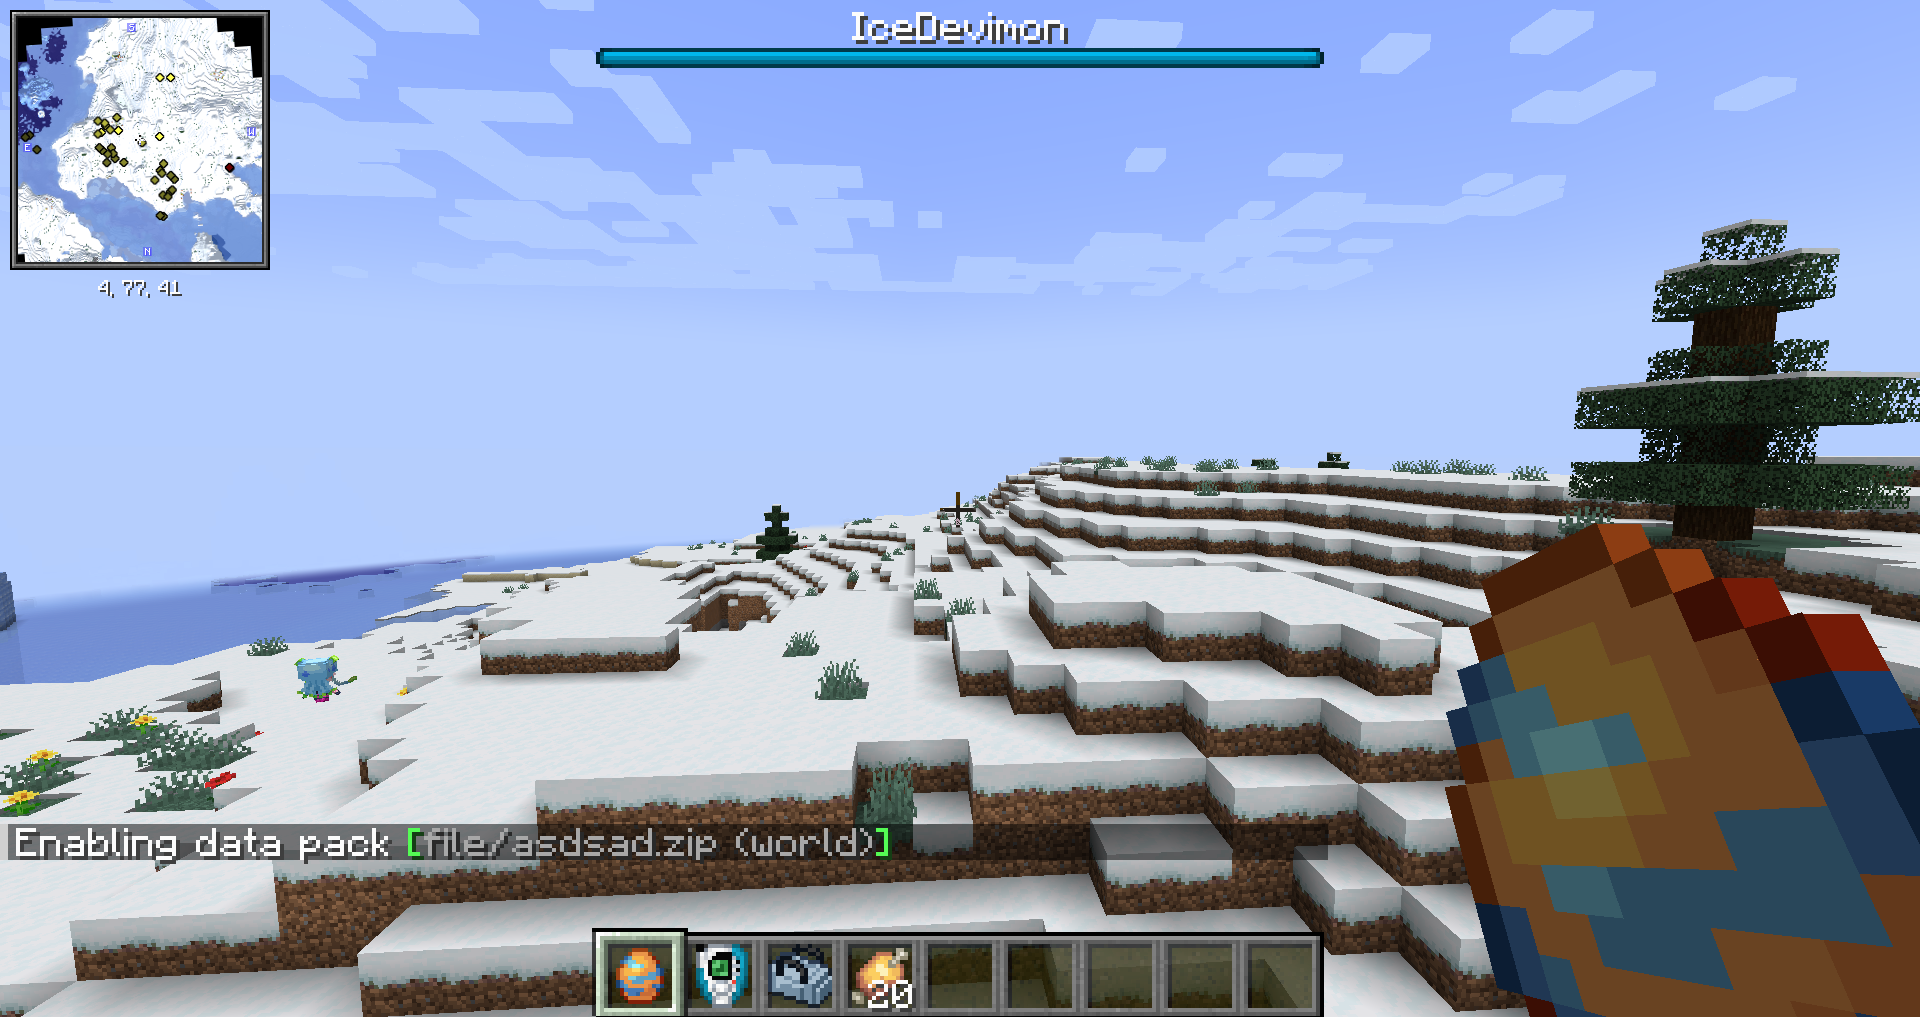 IceDevimon
S
W
E
N
4, 77, 41
Enabling data pack [file/asdsad.zip (world)]
20